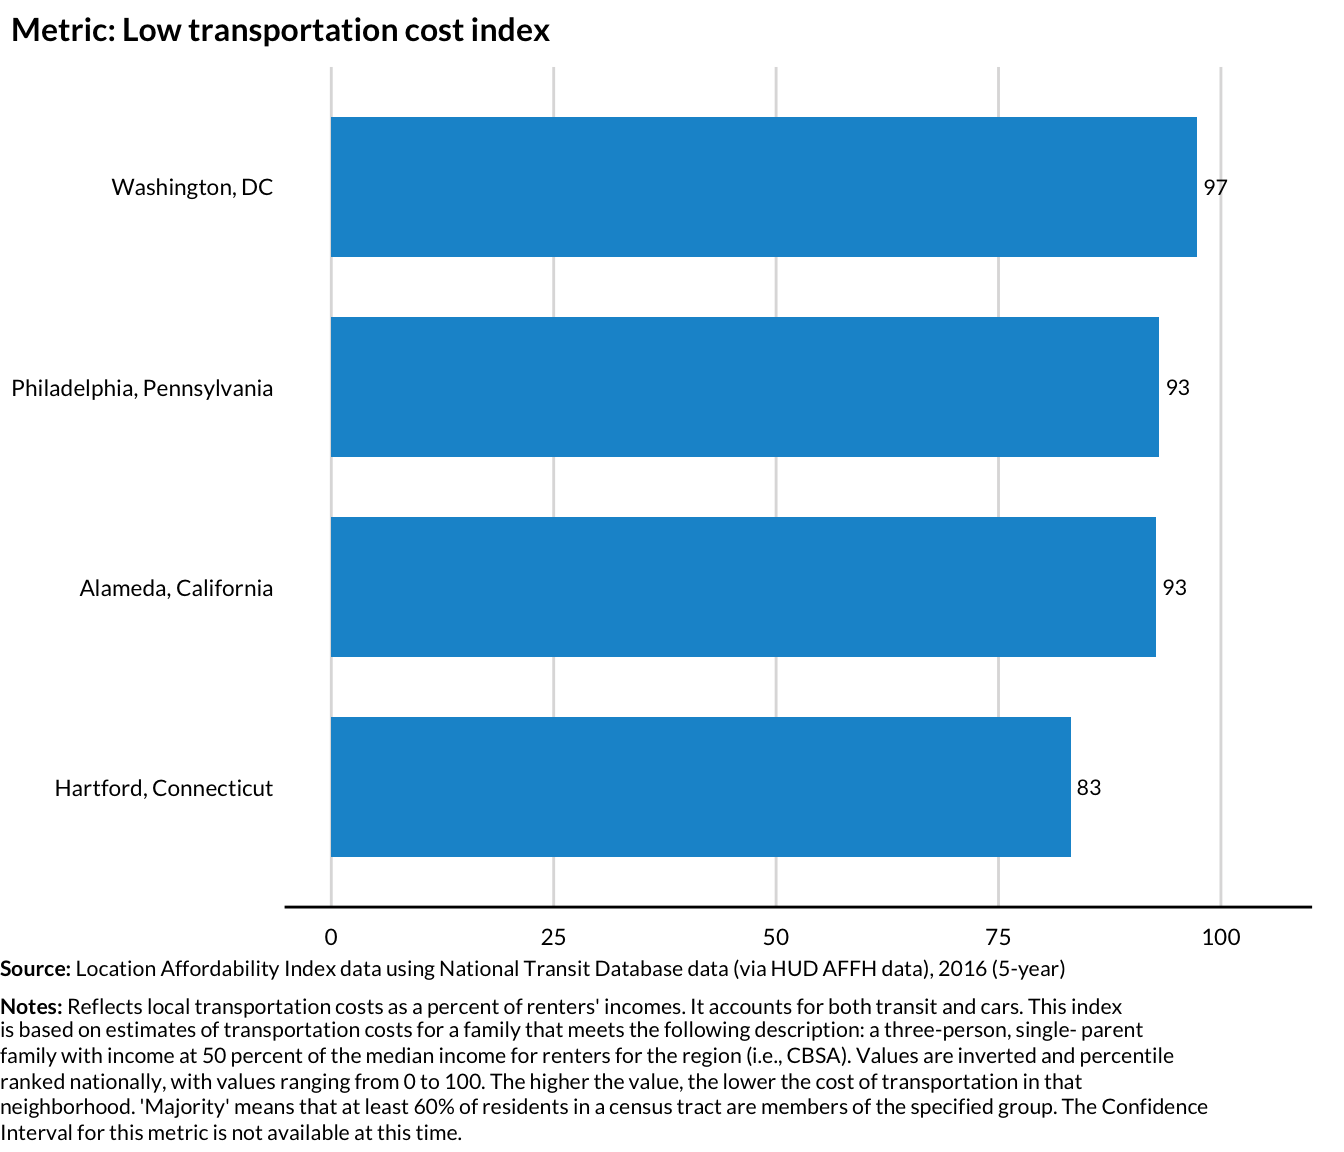 Metric: Low transportation cost index
Washington, DC
97
Philadelphia, Pennsylvania
93
Alameda, California
93
Hartford, Connecticut
83
0 25 50 75 100
Source: Location Affordability Index data using National Transit Database data (via HUD AFFH data), 2016 (5-year)
Notes: Reflects local transportation costs as a percent of renters' incomes. It accounts for both transit and cars. This index
is based on estimates of transportation costs for a family that meets the following description: a three-person, single- parent
family with income at 50 percent of the median income for renters for the region (i.e., CBSA). Values are inverted and percentile
ranked nationally, with values ranging from 0 to 100. The higher the value, the lower the cost of transportation in that
neighborhood. 'Majority' means that at least 60% of residents in a census tract are members of the specified group. The Confidence
Interval for this metric is not available at this time.